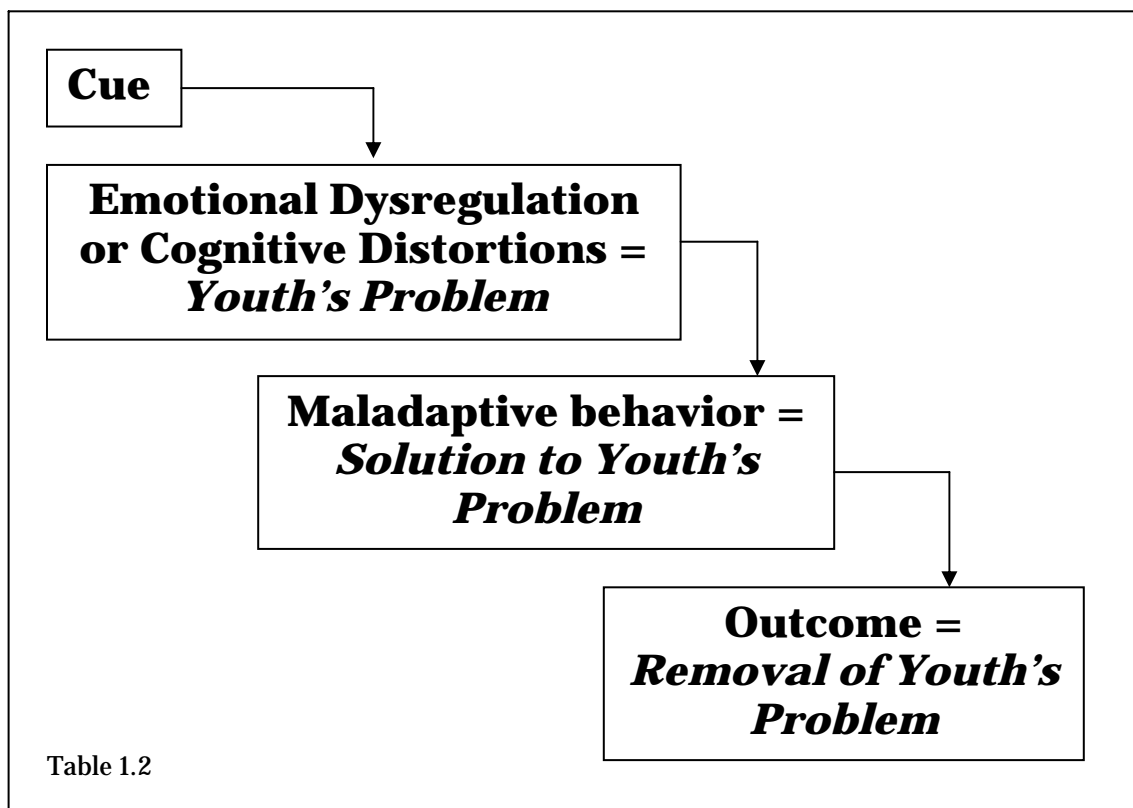 Cue
Emotional Dysregulation
or Cognitive Distortions =
Youth's Problem
Maladaptive behavior =
Solution to Youth's
Problem
Outcome =
Removal of Youth's
Problem
Table 1.2